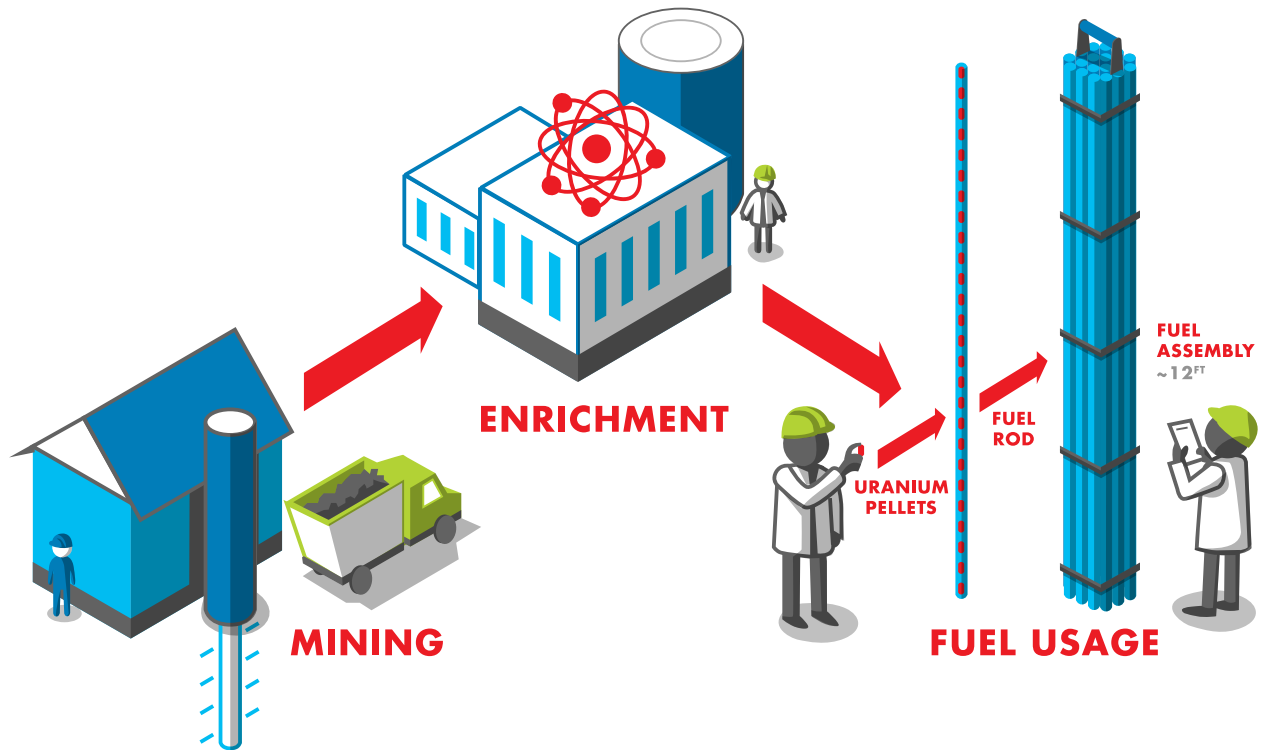 ENRICHMENT
MINING
URANIUM
PELLETS
FUEL
ROD
FUEL
ASSEMBLY
~12FT
FUEL USAGE